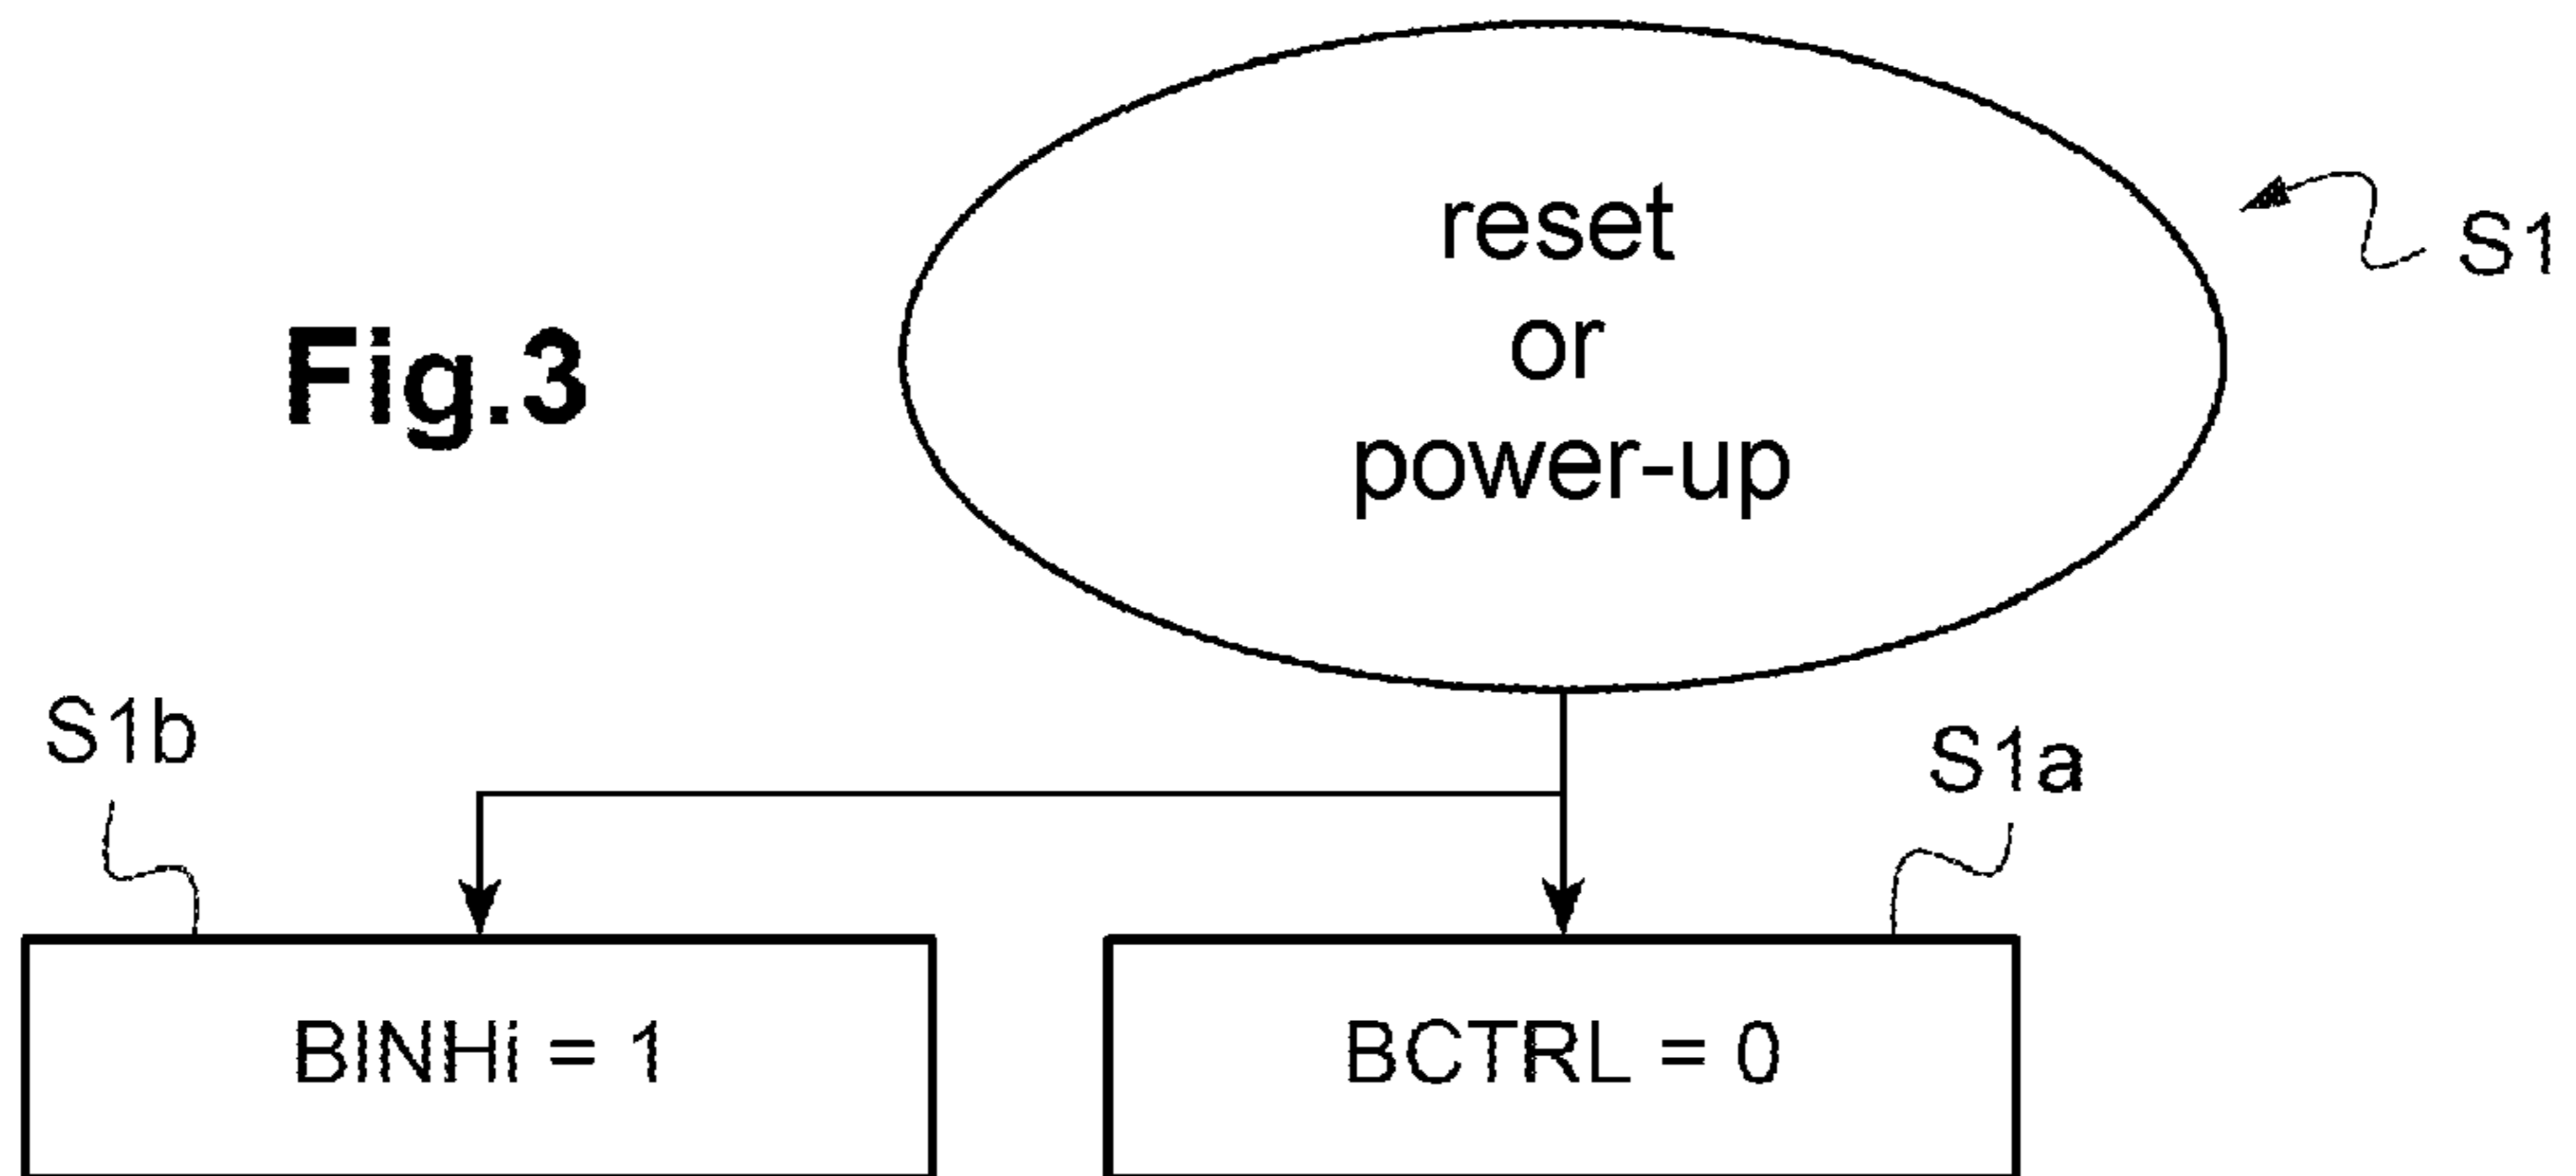 reset
or
power-up
S1
Fig.3
S1b
S1a
BINHi = 1
BCTRL = 0